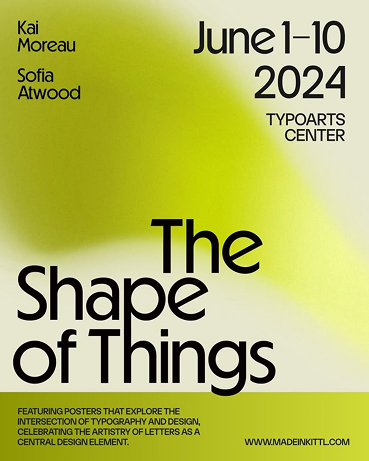 Kai
Moreau
Sofia
Atwood
June 1–10
2024
TYPOARTS
CENTER
The
Shape
of Things
FEATURING POSTERS THAT EXPLORE THE
INTERSECTION OF TYPOGRAPHY AND DESIGN,
CELEBRATING THE ARTISTRY OF LETTERS AS A
CENTRAL DESIGN ELEMENT.
WWW.MADEINKITTL.COM